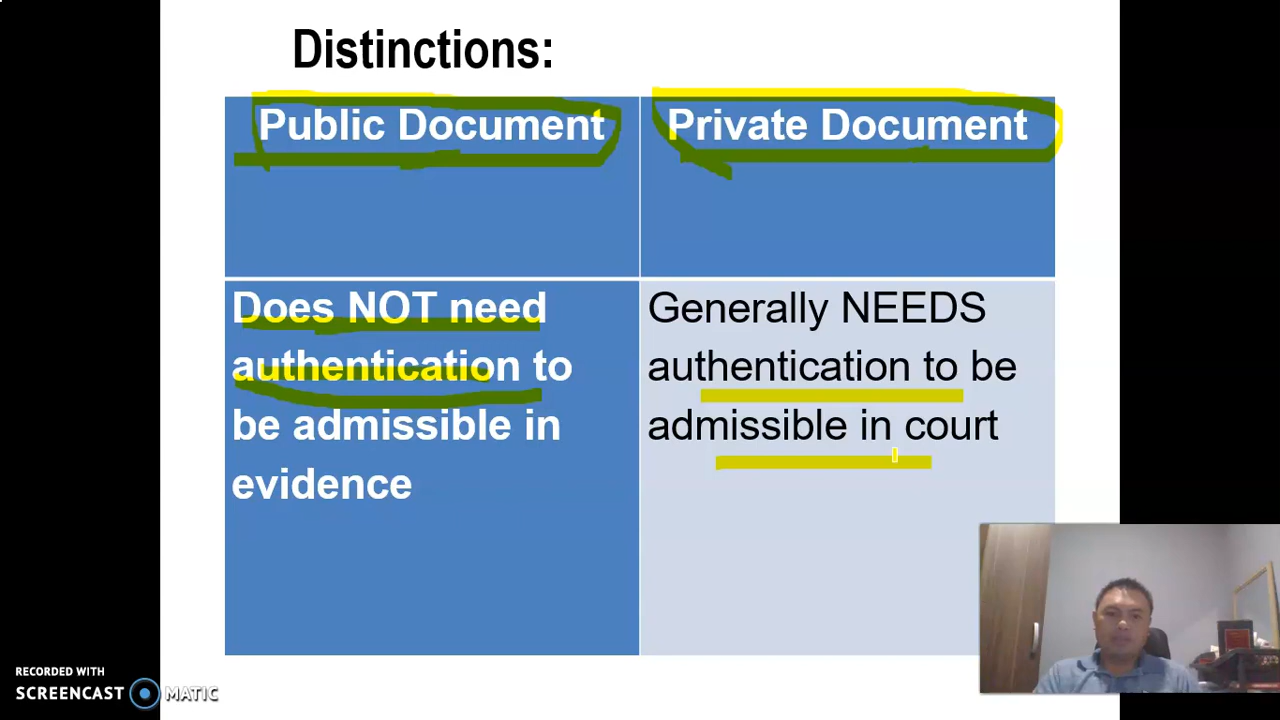 Distinctions:
Public Document
Private Document
Does NOT need
authentication to
be admissible in
evidence
Generally NEEDS
authentication to be
admissible in court
RECORDED WITH
SCREENCAST MATIC